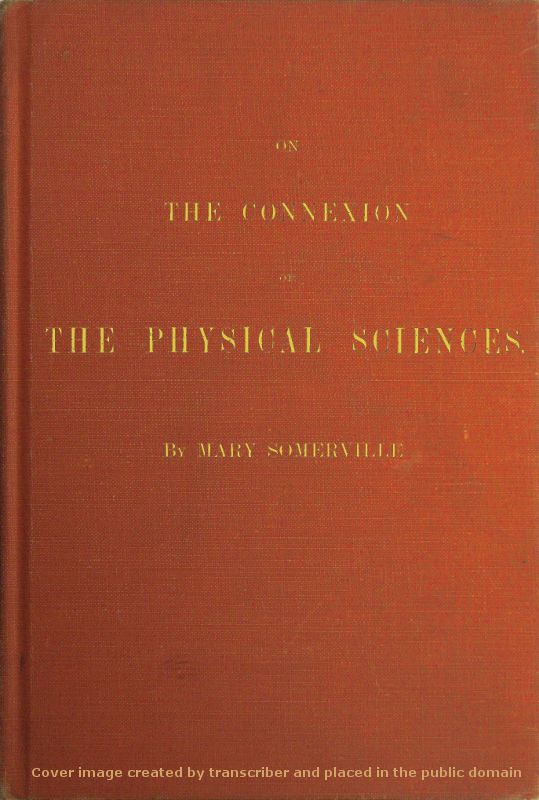 ON
THE CONNEXION
OF
THE PHYSICAL SCIENCES.
By MARY SOMERVILLE
Cover image created by transcriber and placed in the public domain